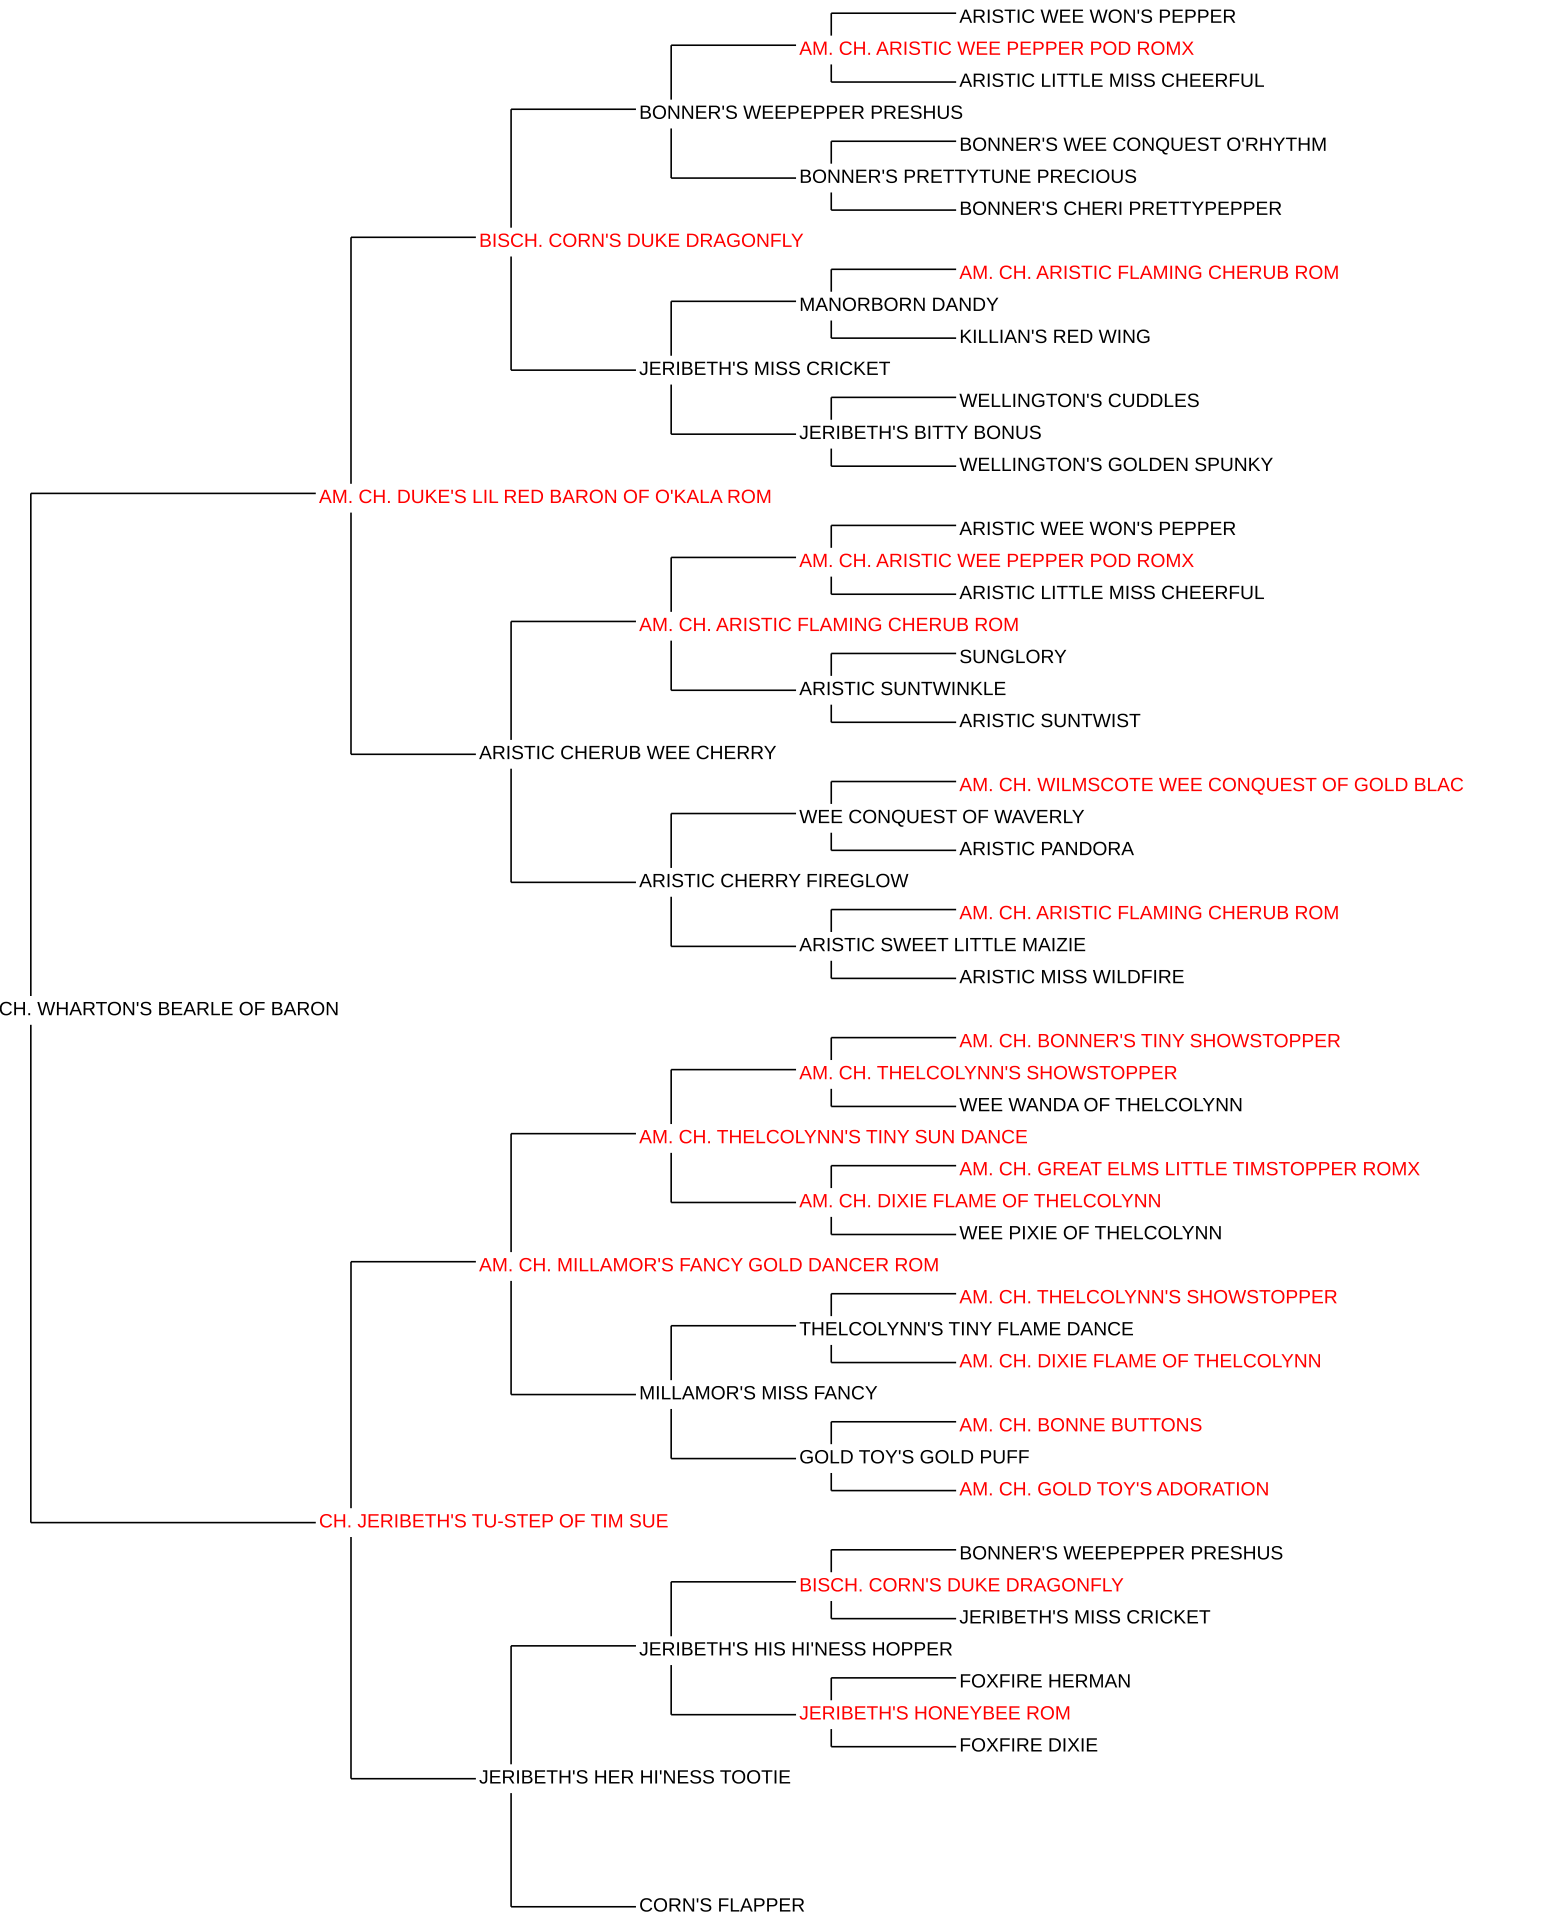 ARISTIC WEE WON'S PEPPER
AM. CH. ARISTIC WEE PEPPER POD ROMX
ARISTIC LITTLE MISS CHEERFUL
BONNER'S WEEPEPPER PRESHUS
BONNER'S WEE CONQUEST O'RHYTHM
BONNER'S PRETTYTUNE PRECIOUS
BONNER'S CHERI PRETTYPEPPER
BISCH. CORN'S DUKE DRAGONFLY
AM. CH. ARISTIC FLAMING CHERUB ROM
MANORBORN DANDY
KILLIAN'S RED WING
JERIBETH'S MISS CRICKET
WELLINGTON'S CUDDLES
JERIBETH'S BITTY BONUS
WELLINGTON'S GOLDEN SPUNKY
AM. CH. DUKE'S LIL RED BARON OF O'KALA ROM
ARISTIC WEE WON'S PEPPER
AM. CH. ARISTIC WEE PEPPER POD ROMX
ARISTIC LITTLE MISS CHEERFUL
AM. CH. ARISTIC FLAMING CHERUB ROM
SUNGLORY
ARISTIC SUNTWINKLE
ARISTIC SUNTWIST
ARISTIC CHERUB WEE CHERRY
AM. CH. WILMSCOTE WEE CONQUEST OF GOLD BLAC
WEE CONQUEST OF WAVERLY
ARISTIC PANDORA
ARISTIC CHERRY FIREGLOW
AM. CH. ARISTIC FLAMING CHERUB ROM
ARISTIC SWEET LITTLE MAIZIE
ARISTIC MISS WILDFIRE
CH. WHARTON'S BEARLE OF BARON
AM. CH. BONNER'S TINY SHOWSTOPPER
AM. CH. THELCOLYNN'S SHOWSTOPPER
WEE WANDA OF THELCOLYNN
AM. CH. THELCOLYNN'S TINY SUN DANCE
AM. CH. GREAT ELMS LITTLE TIMSTOPPER ROMX
AM. CH. DIXIE FLAME OF THELCOLYNN
WEE PIXIE OF THELCOLYNN
AM. CH. MILLAMOR'S FANCY GOLD DANCER ROM
AM. CH. THELCOLYNN'S SHOWSTOPPER
THELCOLYNN'S TINY FLAME DANCE
AM. CH. DIXIE FLAME OF THELCOLYNN
MILLAMOR'S MISS FANCY
AM. CH. BONNE BUTTONS
GOLD TOY'S GOLD PUFF
AM. CH. GOLD TOY'S ADORATION
CH. JERIBETH'S TU-STEP OF TIM SUE
BONNER'S WEEPEPPER PRESHUS
BISCH. CORN'S DUKE DRAGONFLY
JERIBETH'S MISS CRICKET
JERIBETH'S HIS HI'NESS HOPPER
FOXFIRE HERMAN
JERIBETH'S HONEYBEE ROM
FOXFIRE DIXIE
JERIBETH'S HER HI'NESS TOOTIE
CORN'S FLAPPER